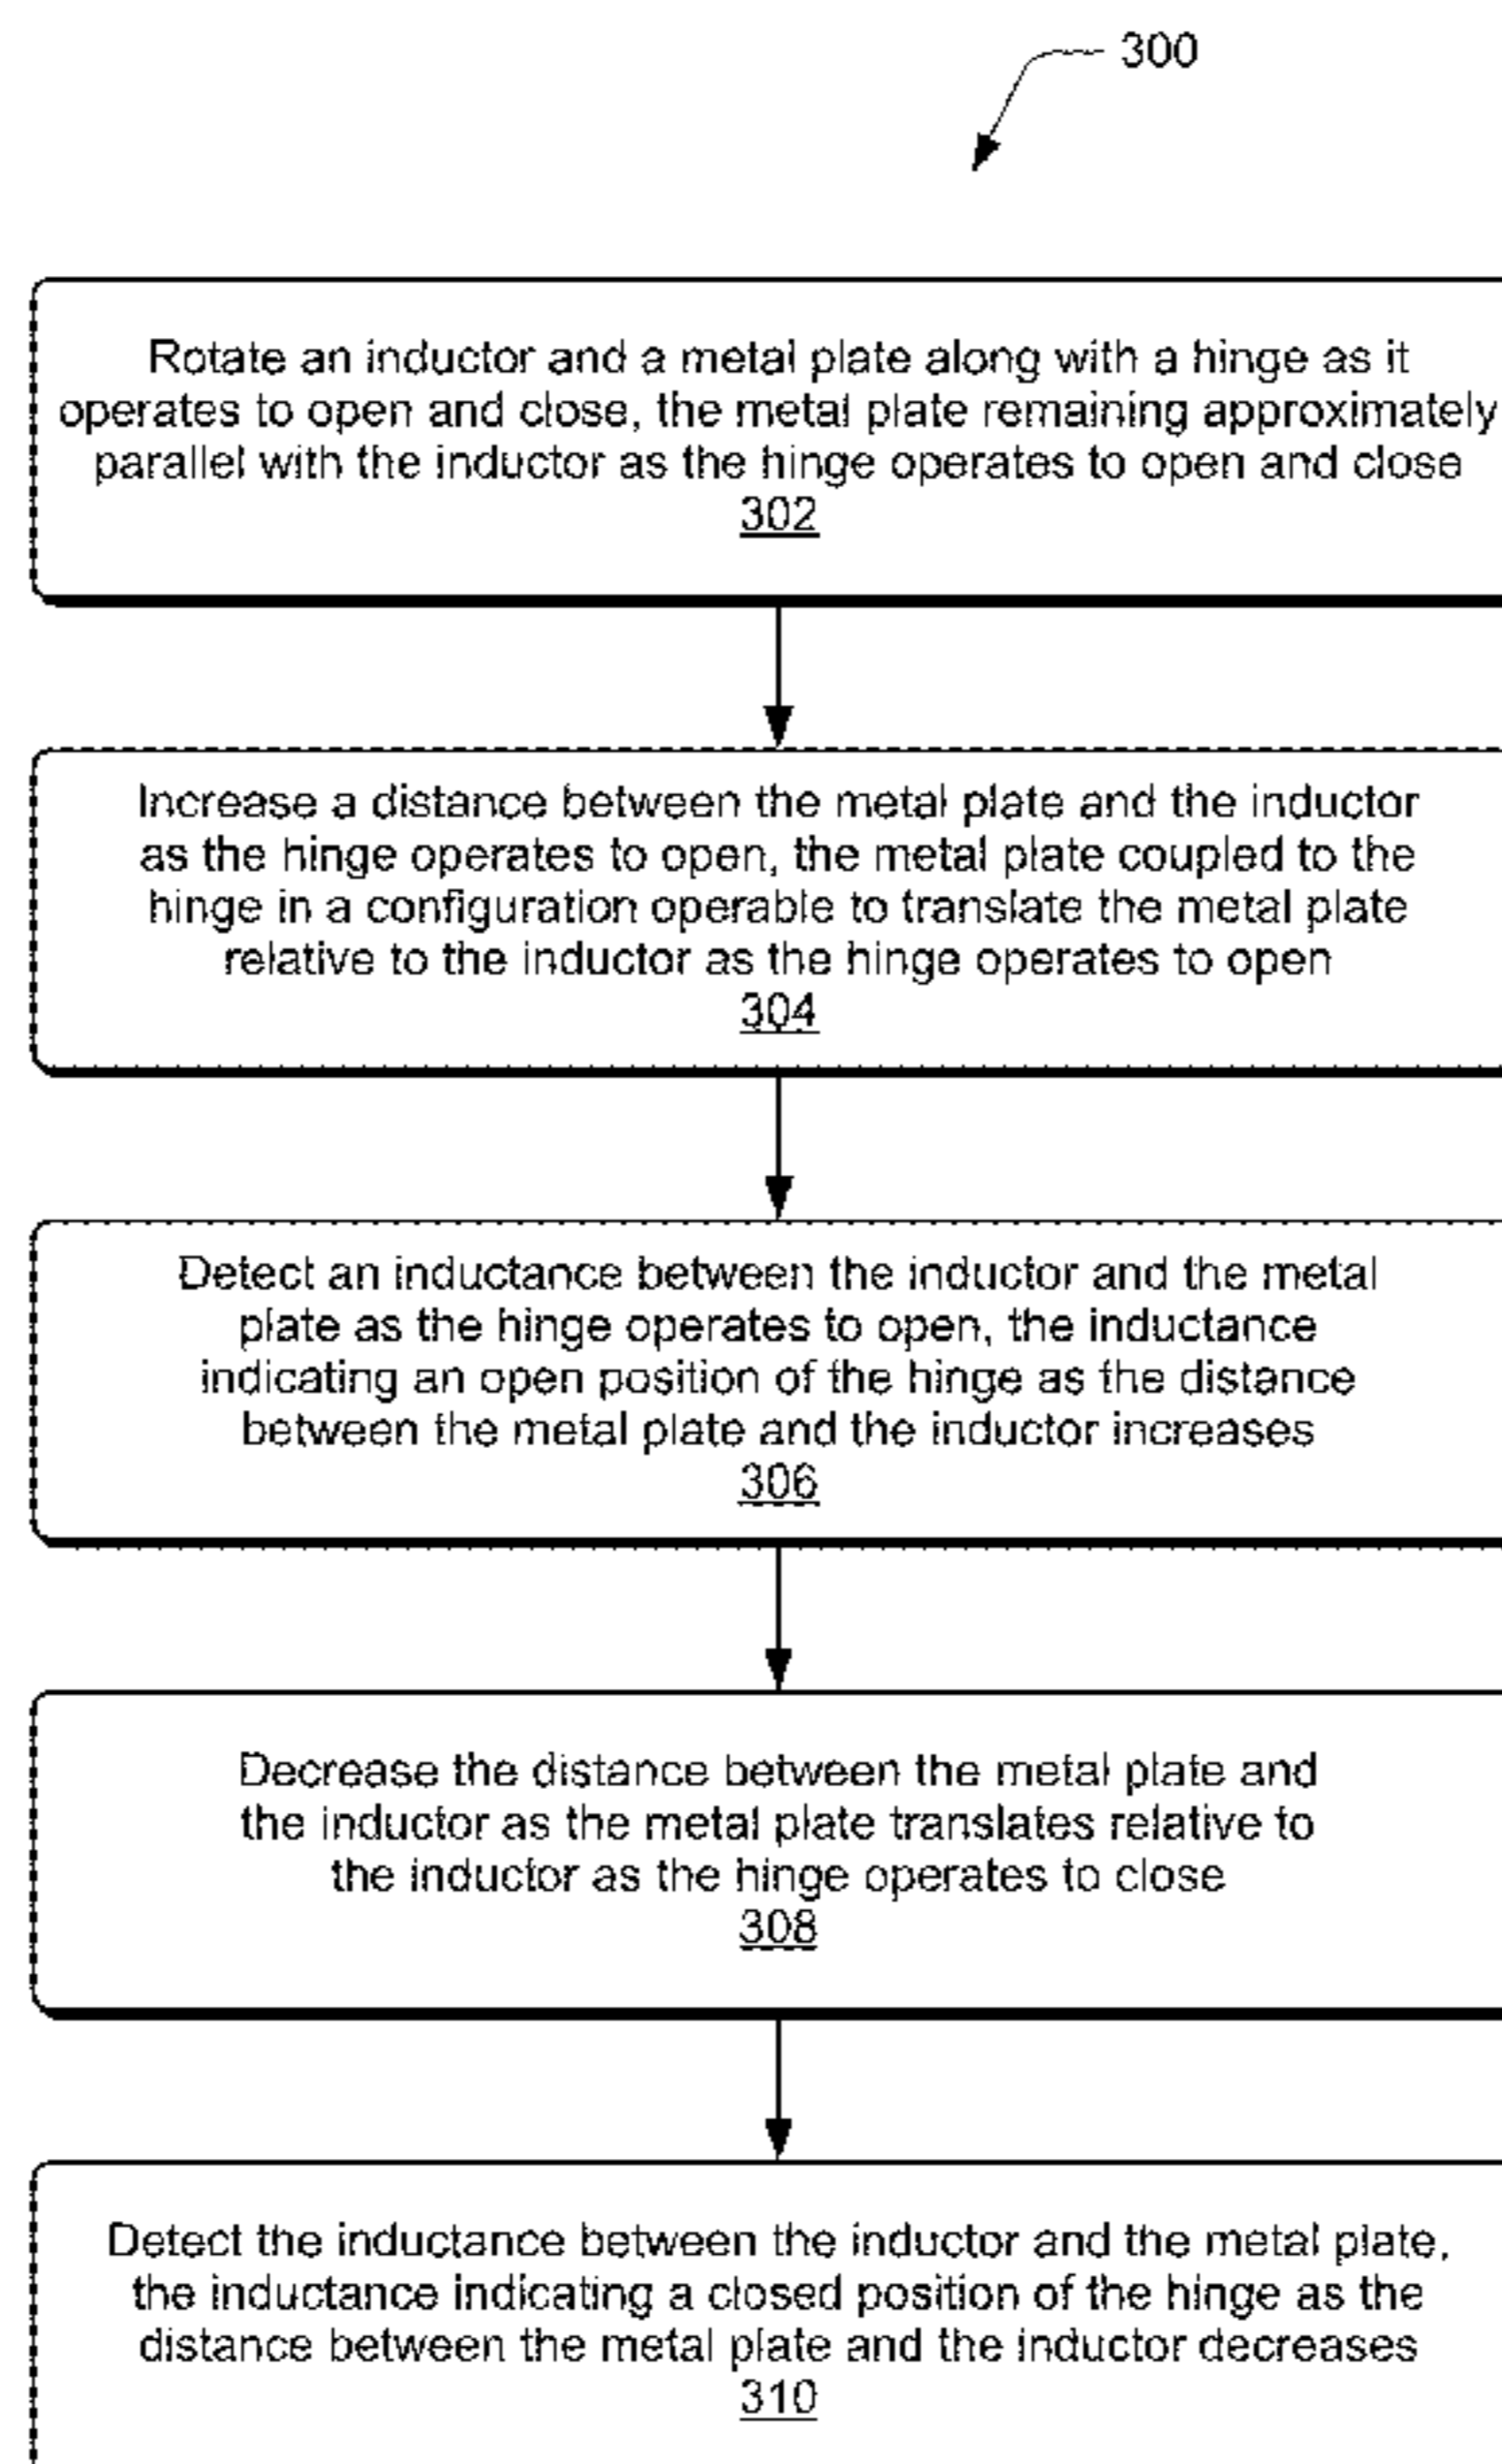 300
Rotate an inductor and a metal plate along with a hinge as it
operates to open and close, the metal plate remaining approximately
parallel with the inductor as the hinge operates to open and close
302
Increase a distance between the metal plate and the inductor
as the hinge operates to open, the metal plate coupled to the
hinge in a configuration operable to translate the metal plate
relative to the inductor as the hinge operates to open
304
Detect an inductance between the inductor and the metal
plate as the hinge operates to open, the inductance
indicating an open position of the hinge as the distance
between the metal plate and the inductor increases
306
Decrease the distance between the metal plate and
the inductor as the metal plate translates relative to
the inductor as the hinge operates to close
308
Detect the inductance between the inductor and the metal plate,
the inductance indicating a closed position of the hinge as the
distance between the metal plate and the inductor decreases
310